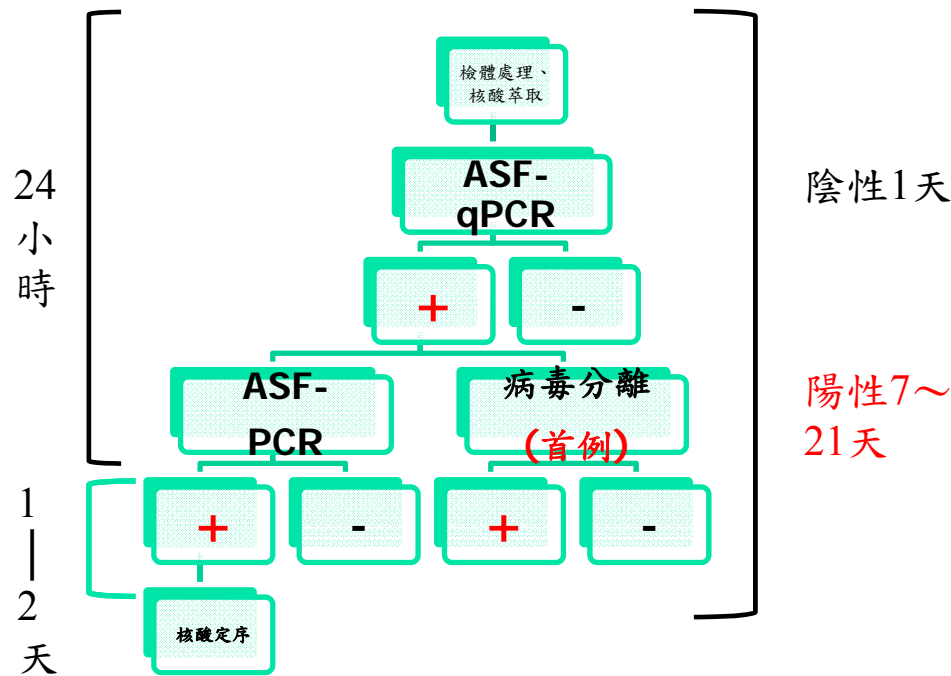 檢體處理、
核酸萃取
24
小
時
ASF-
qPCR
陰性1天
+
-
ASF-
PCR
病毒分離
(首例)
陽性7～
21天
+
-
+
-
1
|
2
天
核酸定序